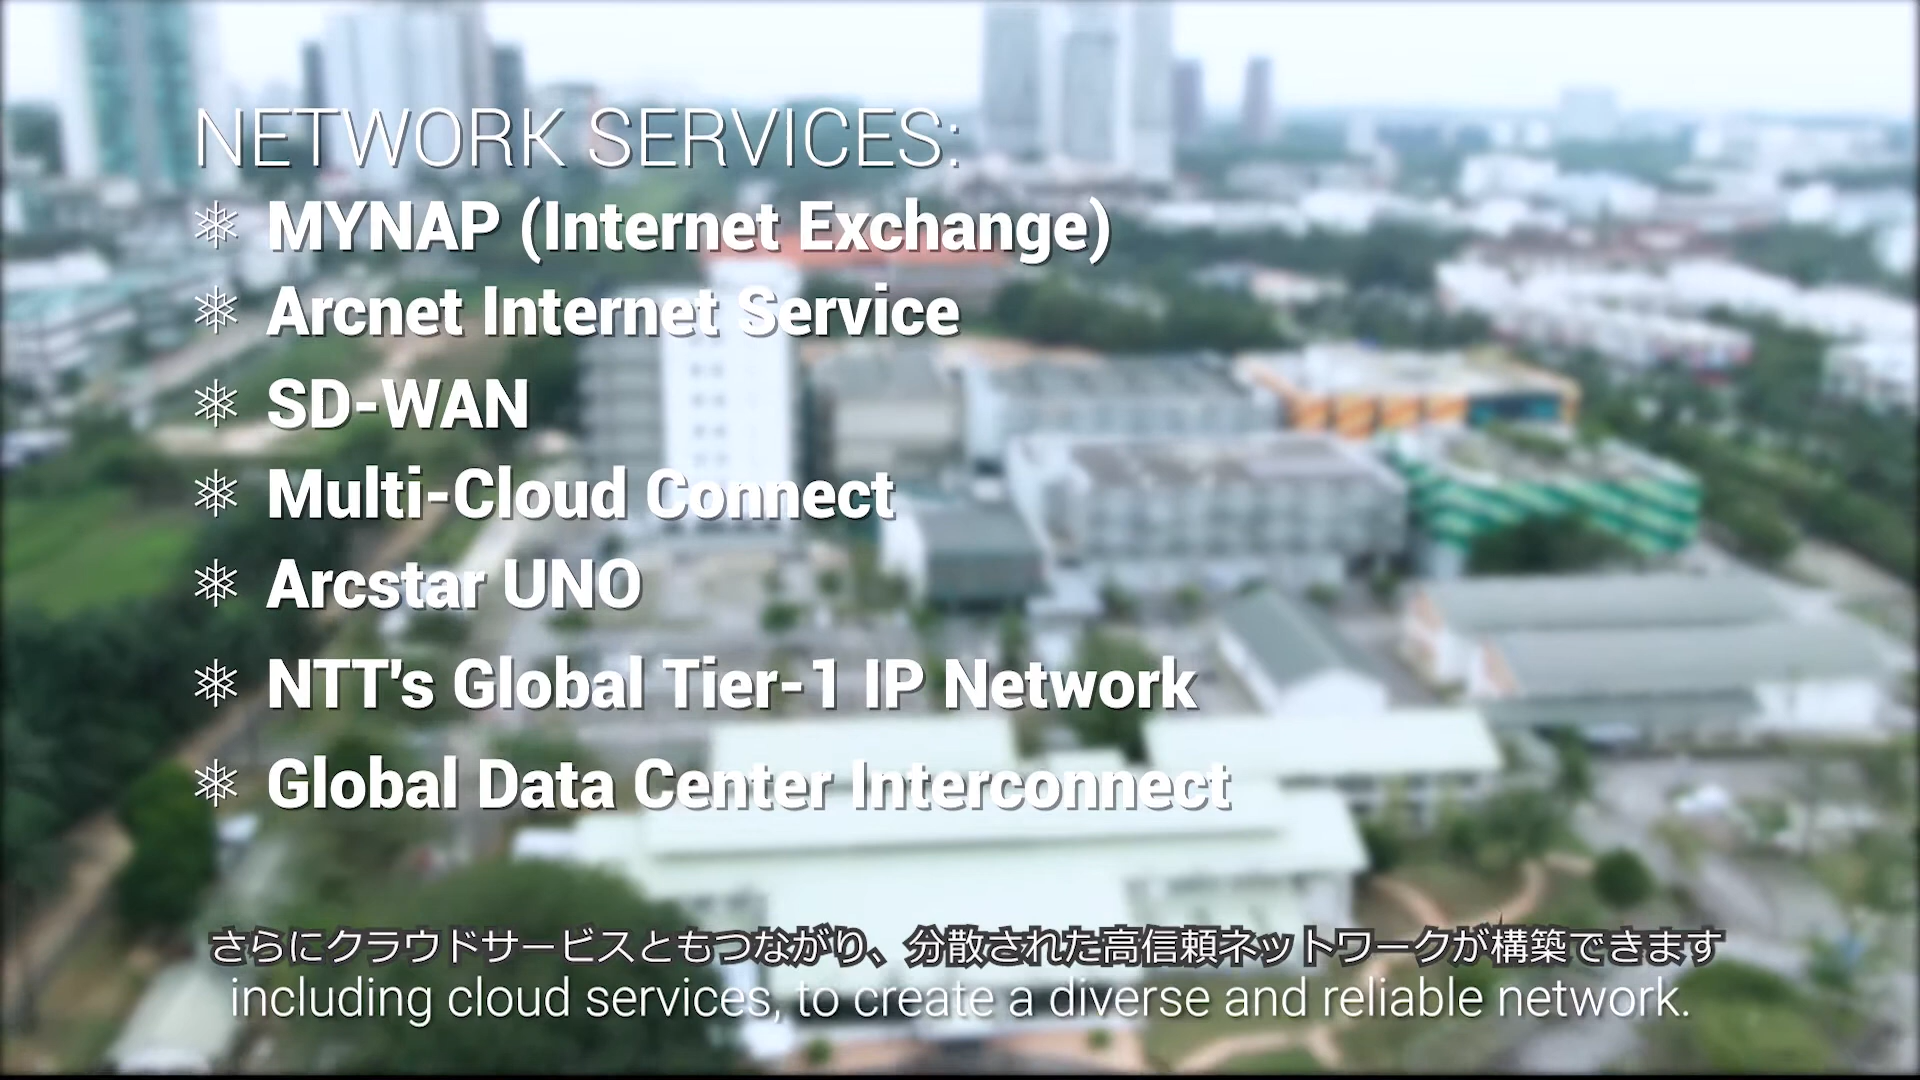 NETWORK SERVICES:
MYNAP (Internet Exchange)
Arcnet Internet Service
SD-WAN
Multi-Cloud Connect
Arcstar UNO
NTT's Global Tier-1 IP Network
Global Data Center Interconnect
さらにクラウドサービスともつながり、分散された高信頼ネットワークが構築できます
including cloud services, to create a diverse and reliable network.